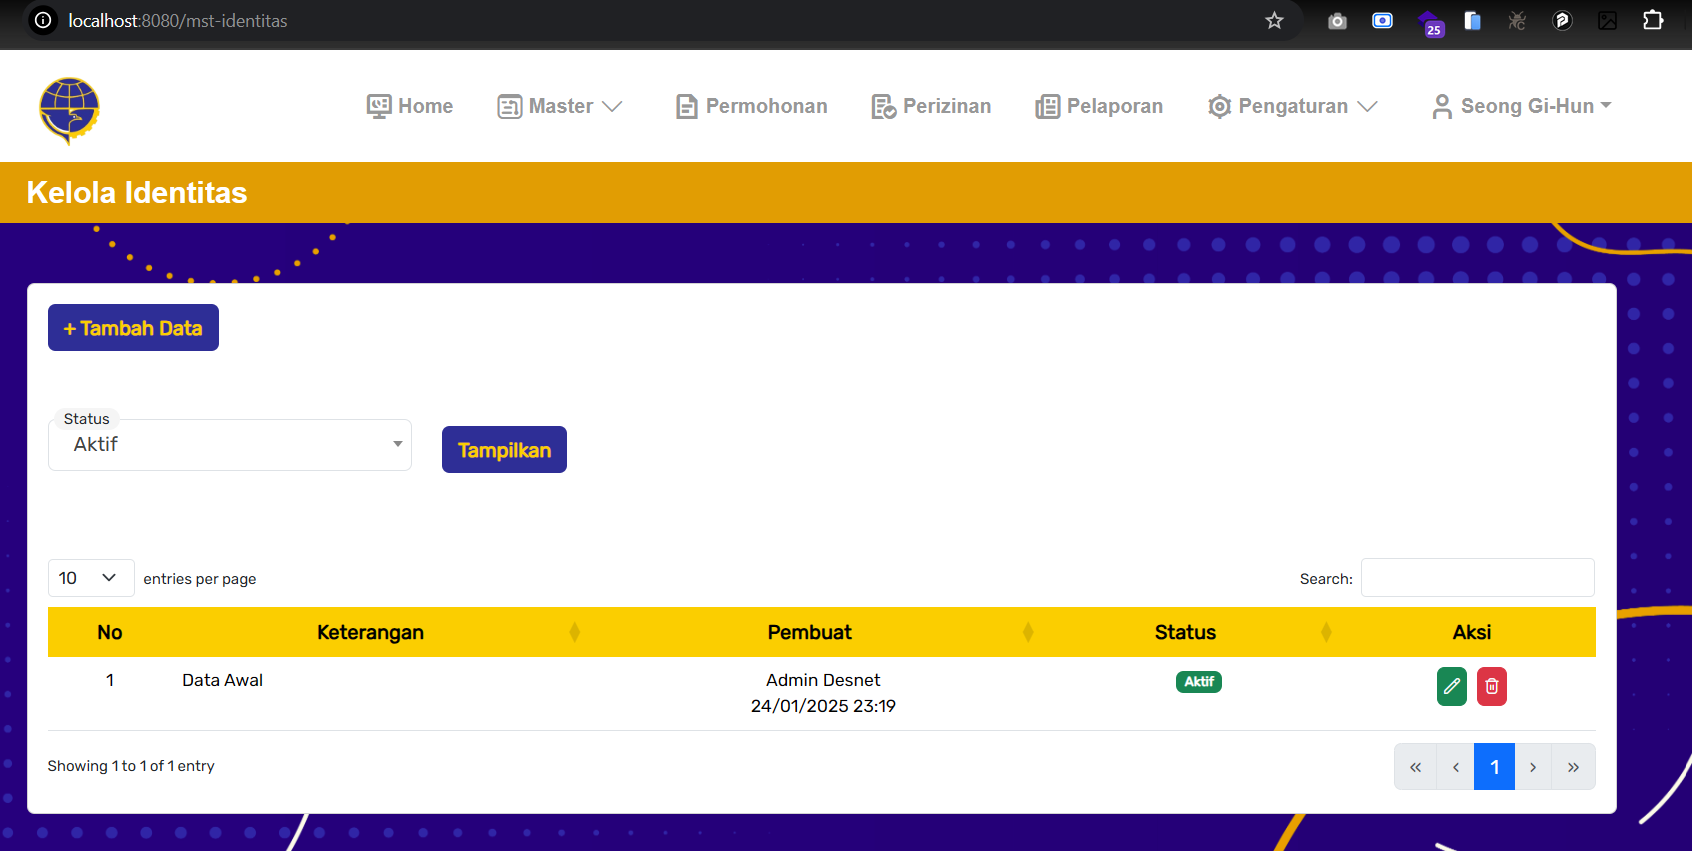 localhost:8080/mst-identitas
25
Home Master Permohonan Perizinan Pelaporan Pengaturan Seong Gi-Hun
Kelola Identitas
+ Tambah Data
Status
Aktif
Tampilkan
10 entries per page
Search:
No Keterangan Pembuat Status Aksi
1 Data Awal Admin Desnet Aktif
24/01/2025 23:19
Showing 1 to 1 of 1 entry
« ‹ 1 › »